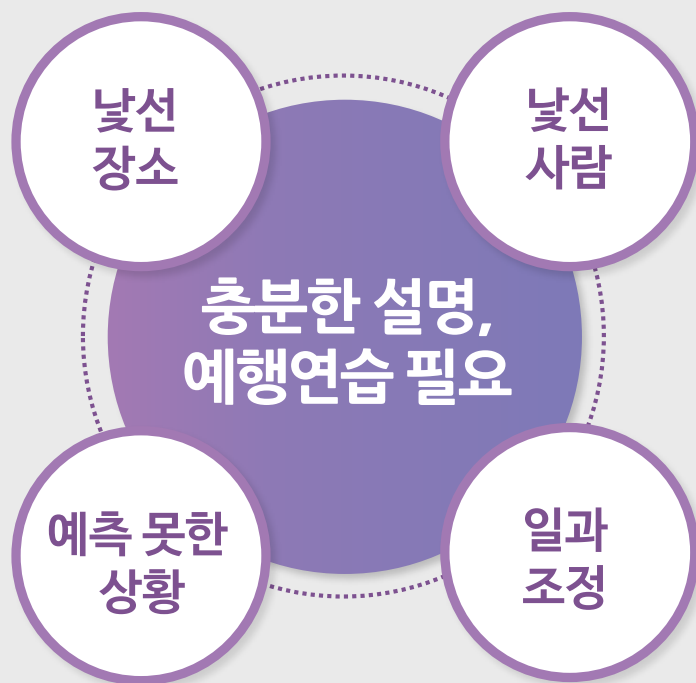 낯선
장소
낯선
사람
충분한 설명,
예행연습 필요
예측 못한
상황
일과
조정